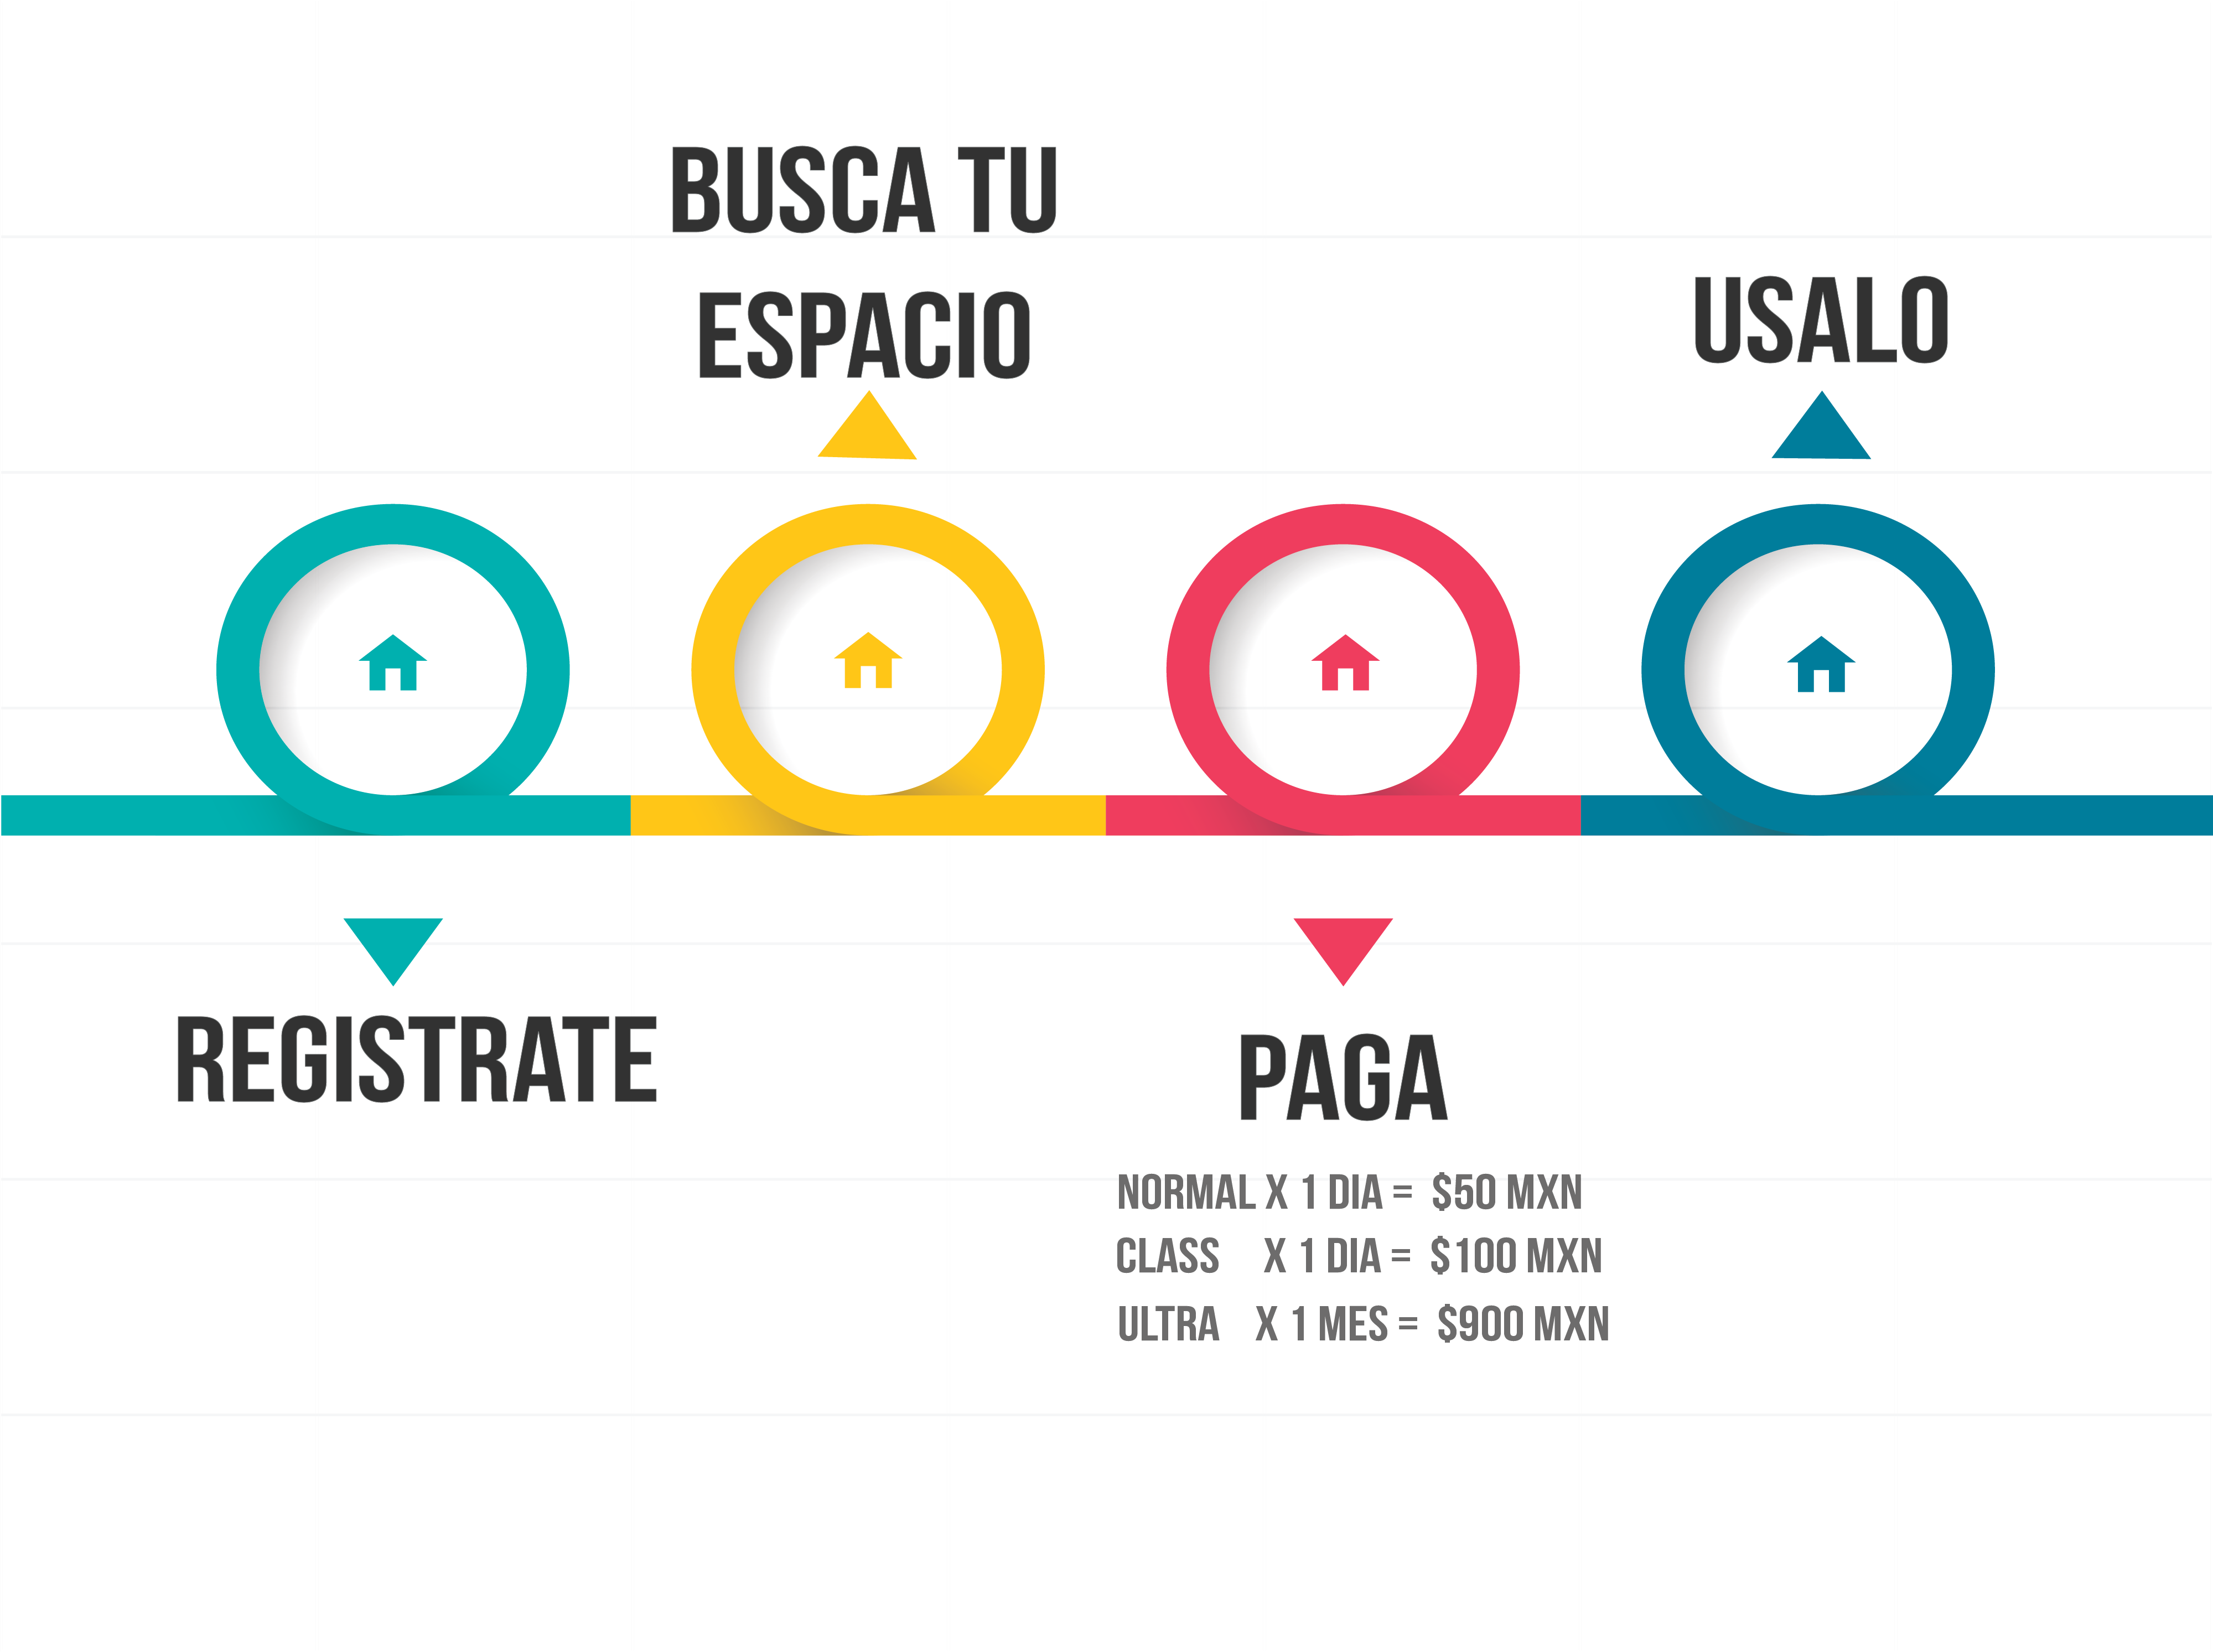 BUSCA TU
ESPACIO
USALO
REGISTRATE
PAGA
NORMAL X 1 DIA = $50 MXN
CLASS X 1 DIA = $100 MXN
ULTRA X 1 MES = $900 MXN